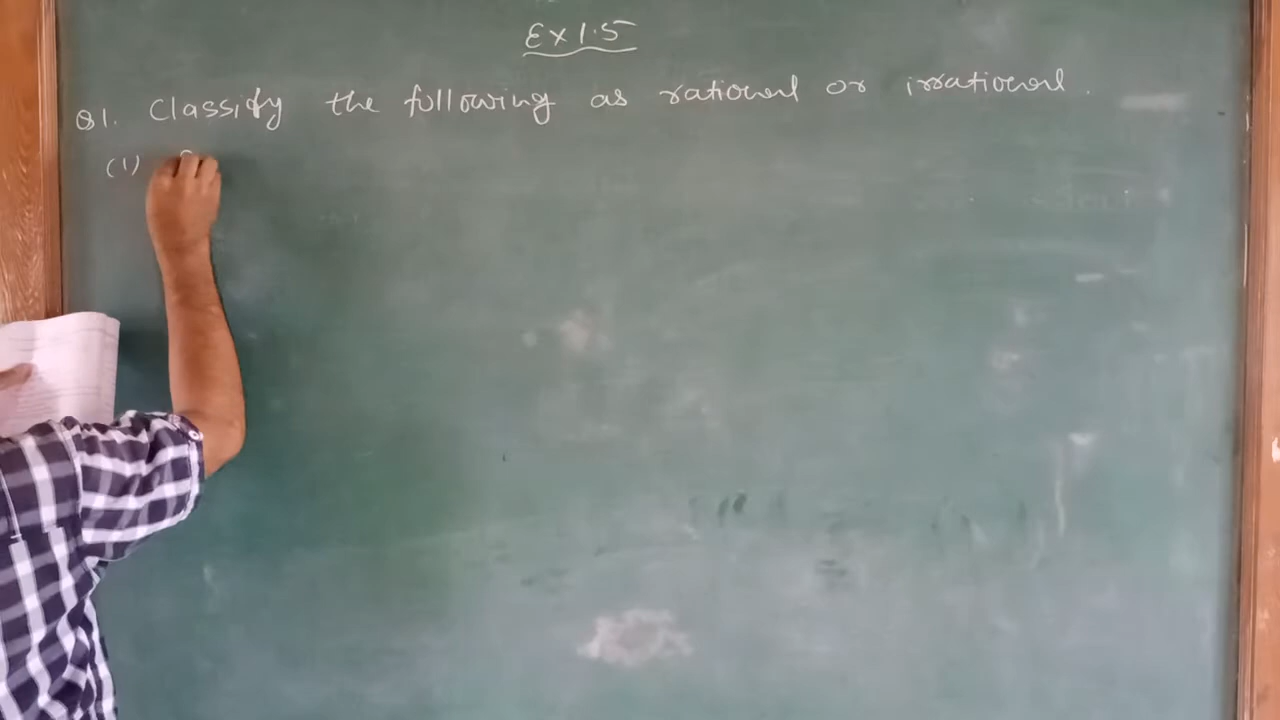 Ex 1.5
Q1. Classify the following as rational or irrational.
(1)